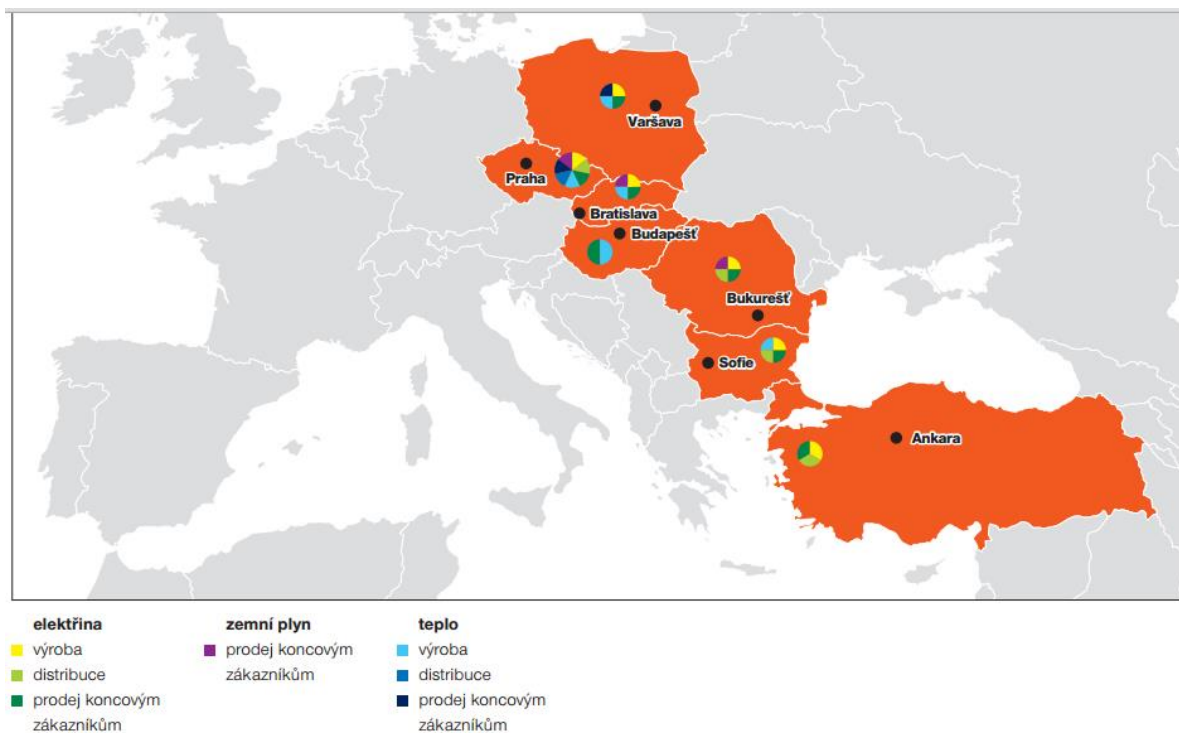 Varšava
Praha
Bratislava
Budapešť
Bukurešť
Sofie
Ankara
elektřina
výroba
distribuce
prodej koncovým
zákazníkům
zemní plyn
prodej koncovým
zákazníkům
teplo
výroba
distribuce
prodej koncovým
zákazníkům